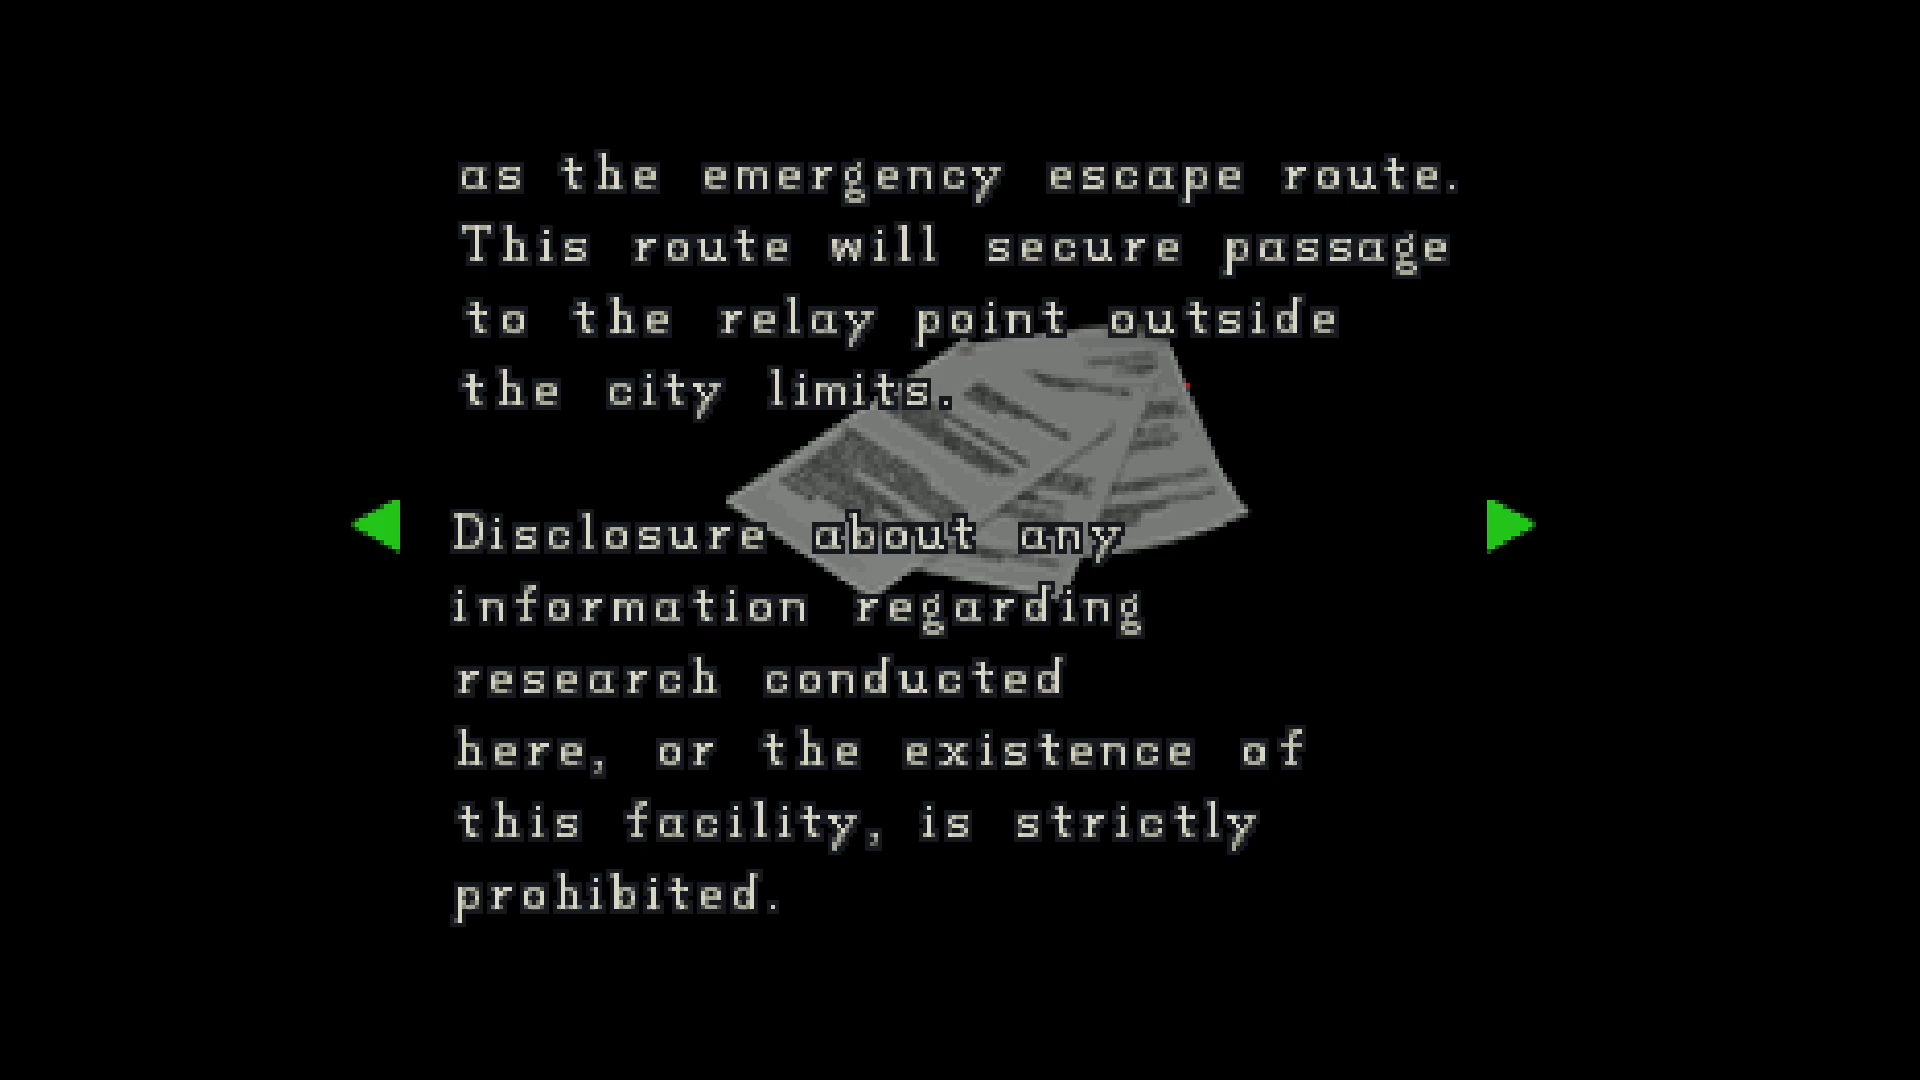 as the emergency escape route.
This route will secure passage
to the relay point outside
the city limits.
Disclosure about any
information regarding
research conducted
here, or the existence of
this facility, is strictly
prohibited.